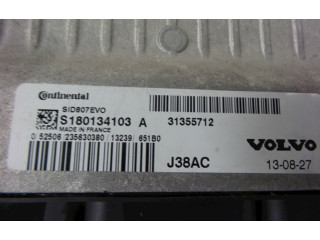 Continental
SID807EVO
S180134103 A 31355712
MADE IN FRANCE
0/52506/235630380/13239/651B0
VOLVO
J38AC 13-08-27